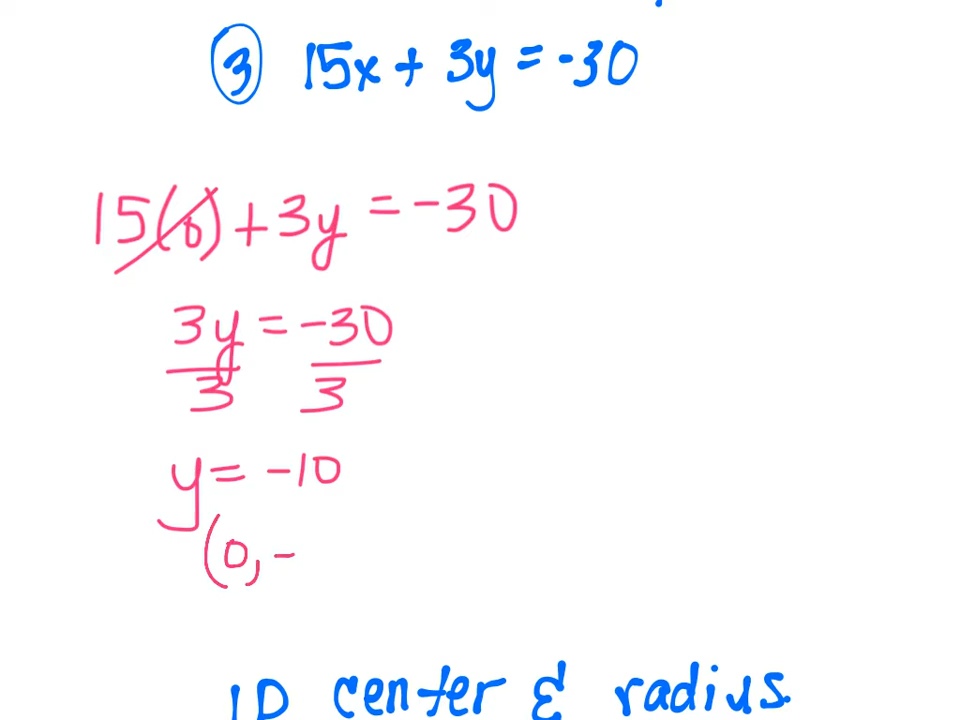 ③ 15x + 3y = -30
15(0) + 3y = -30
3y = -30
3 3
y = -10
(0, -
ID center & radius.